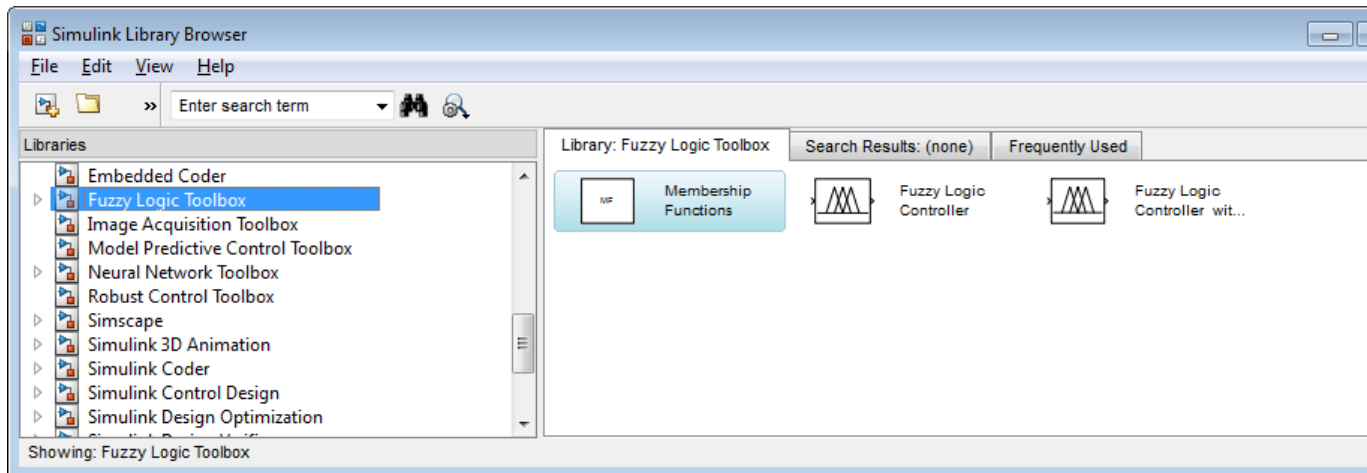 Simulink Library Browser
File Edit View Help
» Enter search term
Libraries
Embedded Coder
Fuzzy Logic Toolbox
Image Acquisition Toolbox
Model Predictive Control Toolbox
Neural Network Toolbox
Robust Control Toolbox
Simscape
Simulink 3D Animation
Simulink Coder
Simulink Control Design
Simulink Design Optimization
Library: Fuzzy Logic Toolbox Search Results: (none) Frequently Used
MF
Membership
Functions
Fuzzy Logic
Controller
Fuzzy Logic
Controller wit...
Showing: Fuzzy Logic Toolbox